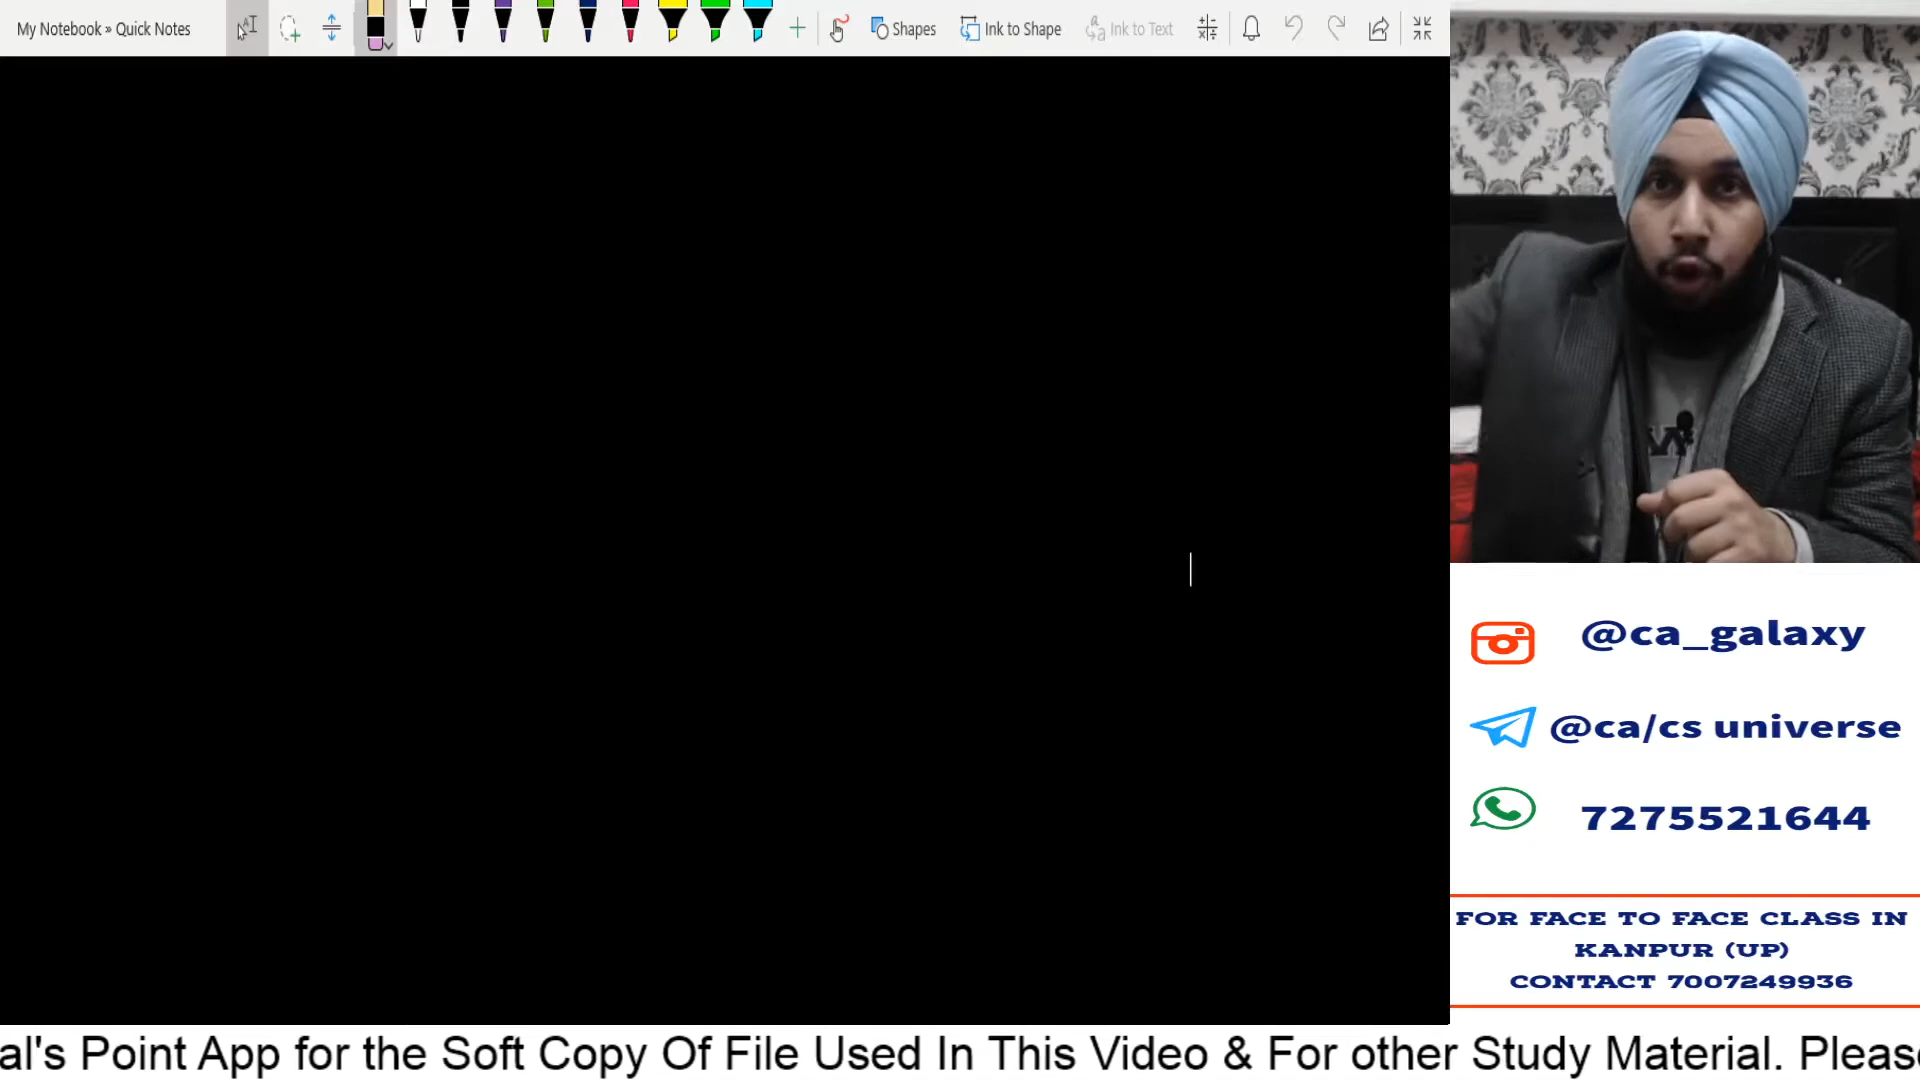 My Notebook » Quick Notes
Shapes
Ink to Shape
Ink to Text
@ca_galaxy
@ca/cs universe
7275521644
FOR FACE TO FACE CLASS IN
KANPUR (UP)
CONTACT 7007249936
al's Point App for the Soft Copy Of File Used In This Video & For other Study Material. Pleas